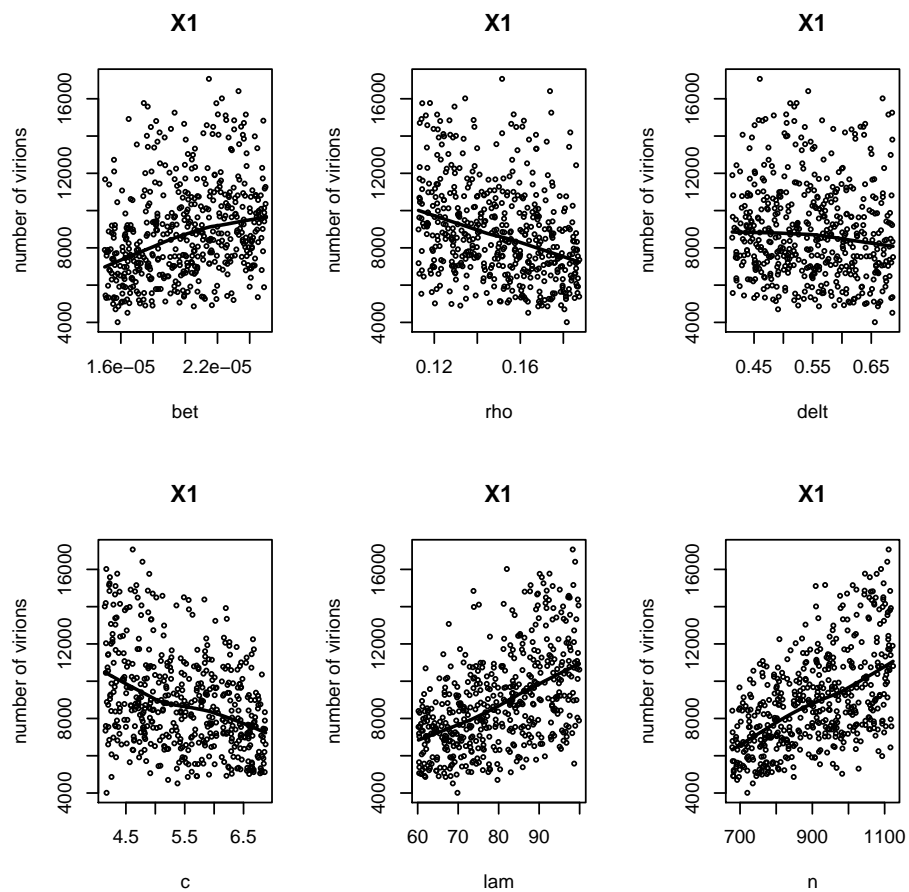 X1
number of virions
4000
8000
12000
16000
1.6e−05
2.2e−05
bet
X1
number of virions
4000
8000
12000
16000
0.12
0.16
rho
X1
number of virions
4000
8000
12000
16000
0.45
0.55
0.65
delt
X1
number of virions
4000
8000
12000
16000
4.5
5.5
6.5
c
X1
number of virions
4000
8000
12000
16000
60
70
80
90
lam
X1
number of virions
4000
8000
12000
16000
700
900
1100
n